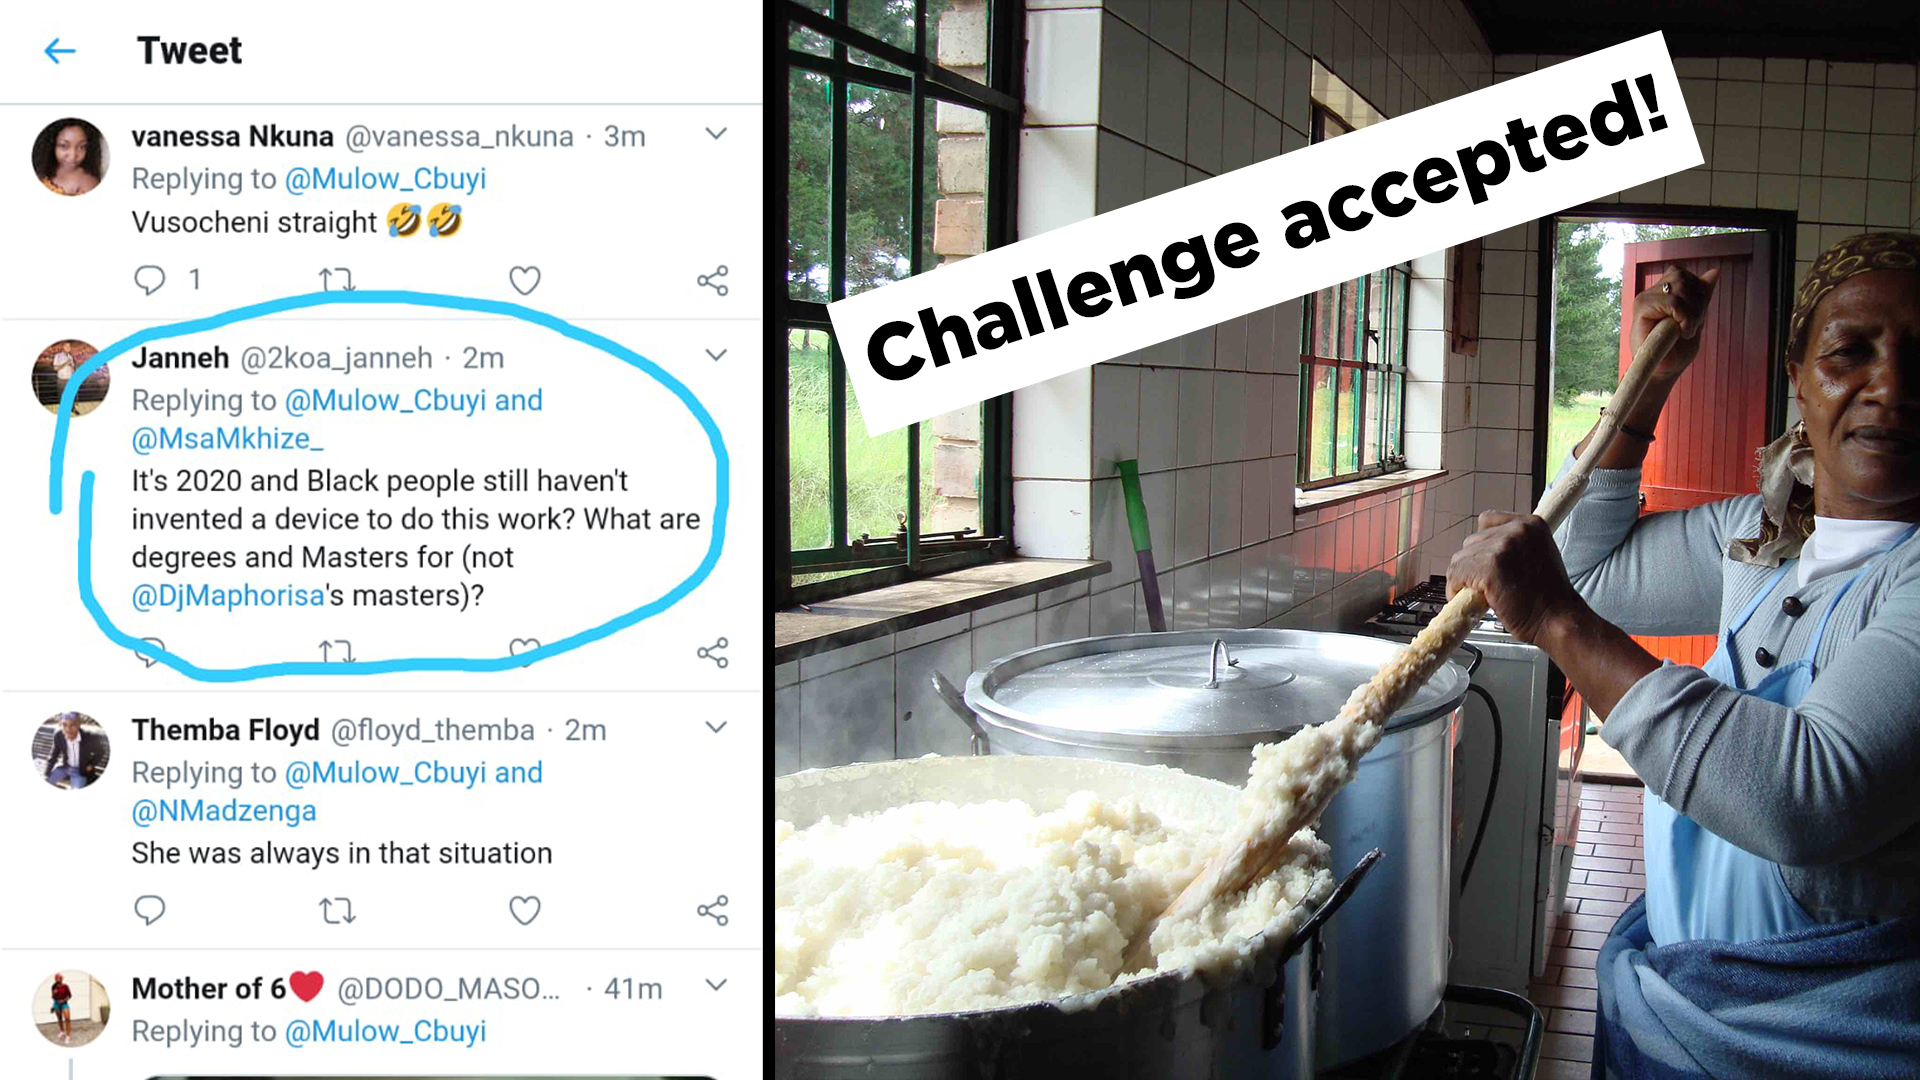 Tweet
vanessa Nkuna @vanessa_nkuna · 3m
Replying to @Mulow_Cbuyi
Vusocheni straight 🤣🤣
1
Janneh @2koa_janneh · 2m
Replying to @Mulow_Cbuyi and
@MsaMkhize_
It's 2020 and Black people still haven't
invented a device to do this work? What are
degrees and Masters for (not
@DjMaphorisa's masters)?
Themba Floyd @floyd_themba · 2m
Replying to @Mulow_Cbuyi and
@NMadzenga
She was always in that situation
Mother of 6❤️ @DODO_MASO... · 41m
Replying to @Mulow_Cbuyi
Challenge accepted!